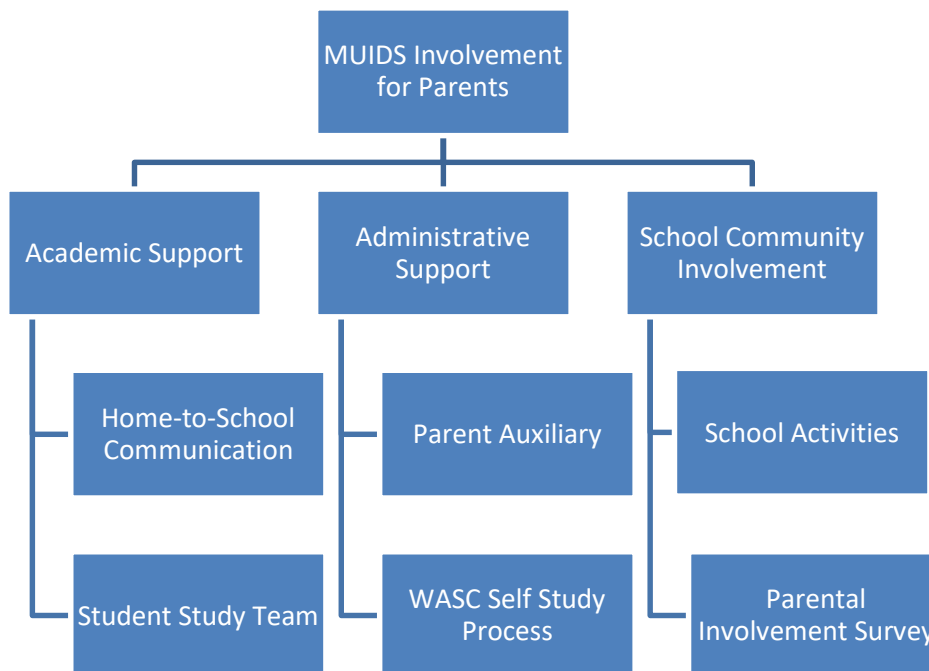 MUIDS Involvement
for Parents
Academic Support
Administrative
Support
School Community
Involvement
Home-to-School
Communication
Parent Auxiliary
School Activities
Student Study Team
WASC Self Study
Process
Parental
Involvement Survey